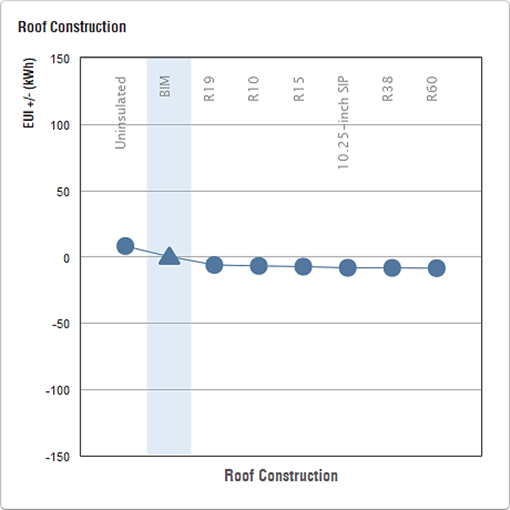 Roof Construction
EUI +/- (kWh)
150
100
50
0
-50
-100
-150
Uninsulated
BIM
R19
R10
R15
10.25-inch SIP
R38
R60
Roof Construction